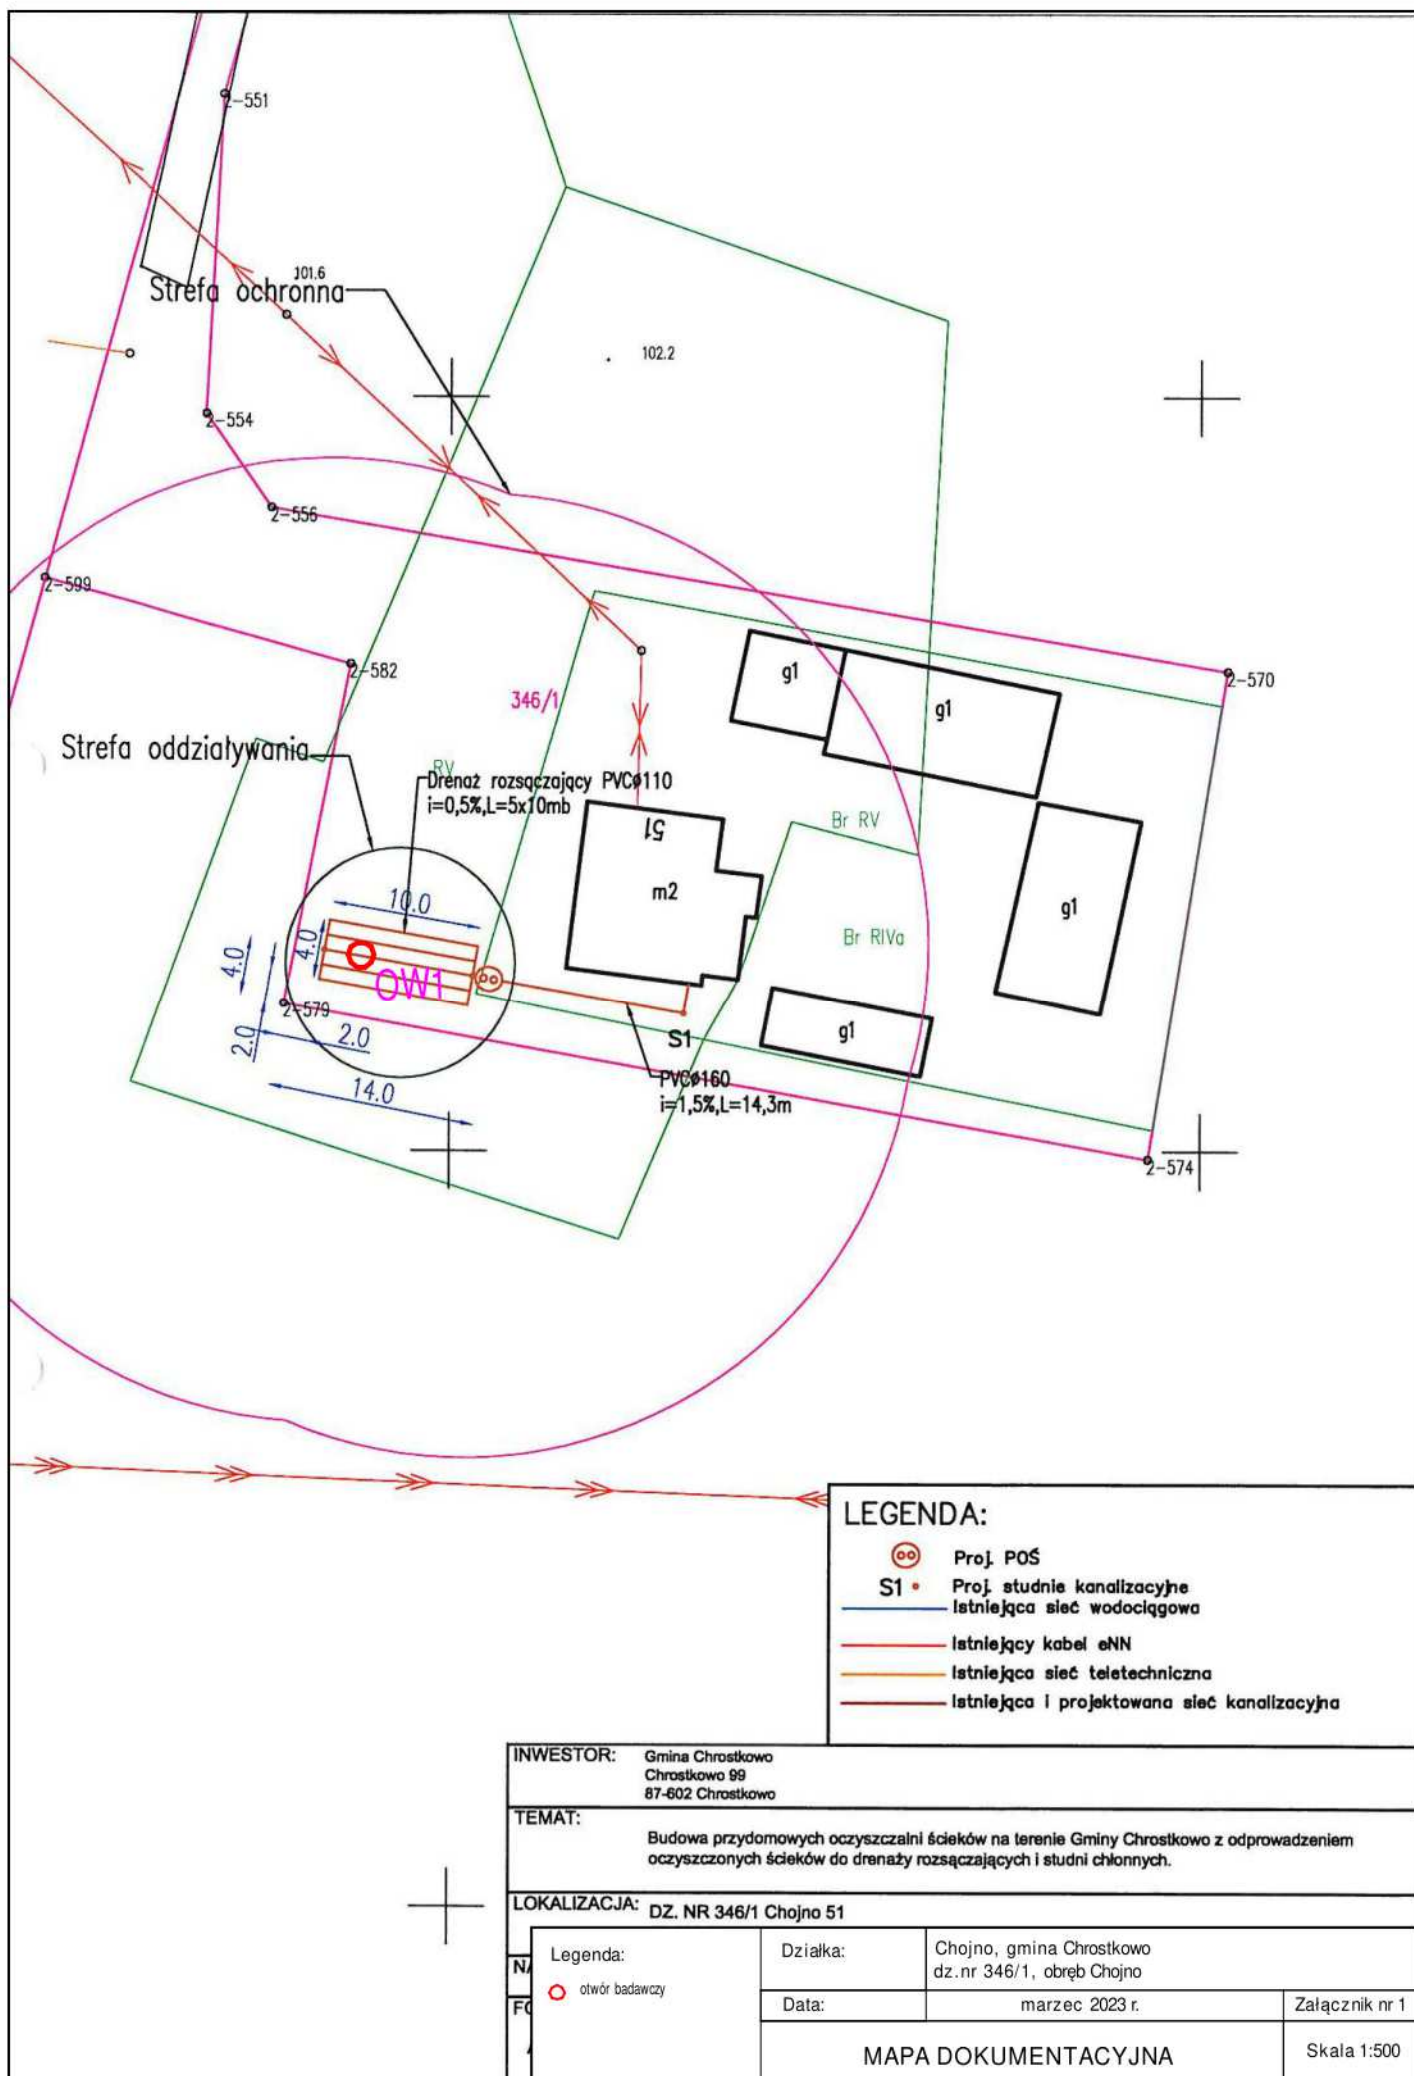 2-551
101.6
Strefa ochronna
102.2
2-554
2-556
2-599
2-582
2-570
g1
g1
346/1
Strefa oddziaływania
RV
Drenaż rozsączający PVCø110
i=0,5%,L=5x10mb
51
Br RV
m2
10.0
g1
Br RIVa
4.0
4.0
OW1
2-579
g1
2.0
2.0
S1
14.0
PVCø160
i=1,5%,L=14,3m
2-574
LEGENDA:
Proj. POŚ
S1 Proj. studnie kanalizacyjne
Istniejąca sieć wodociągowa
Istniejący kabel eNN
Istniejąca sieć teletechniczna
Istniejąca i projektowana sieć kanalizacyjna
INWESTOR: Gmina Chrostkowo
Chrostkowo 99
87-602 Chrostkowo
TEMAT:
Budowa przydomowych oczyszczalni ścieków na terenie Gminy Chrostkowo z odprowadzeniem
oczyszczonych ścieków do drenaży rozsączających i studni chłonnych.
LOKALIZACJA: DZ. NR 346/1 Chojno 51
Legenda:
otwór badawczy
Działka:
Chojno, gmina Chrostkowo
dz.nr 346/1, obręb Chojno
Data:
marzec 2023 r.
Załącznik nr 1
MAPA DOKUMENTACYJNA
Skala 1:500